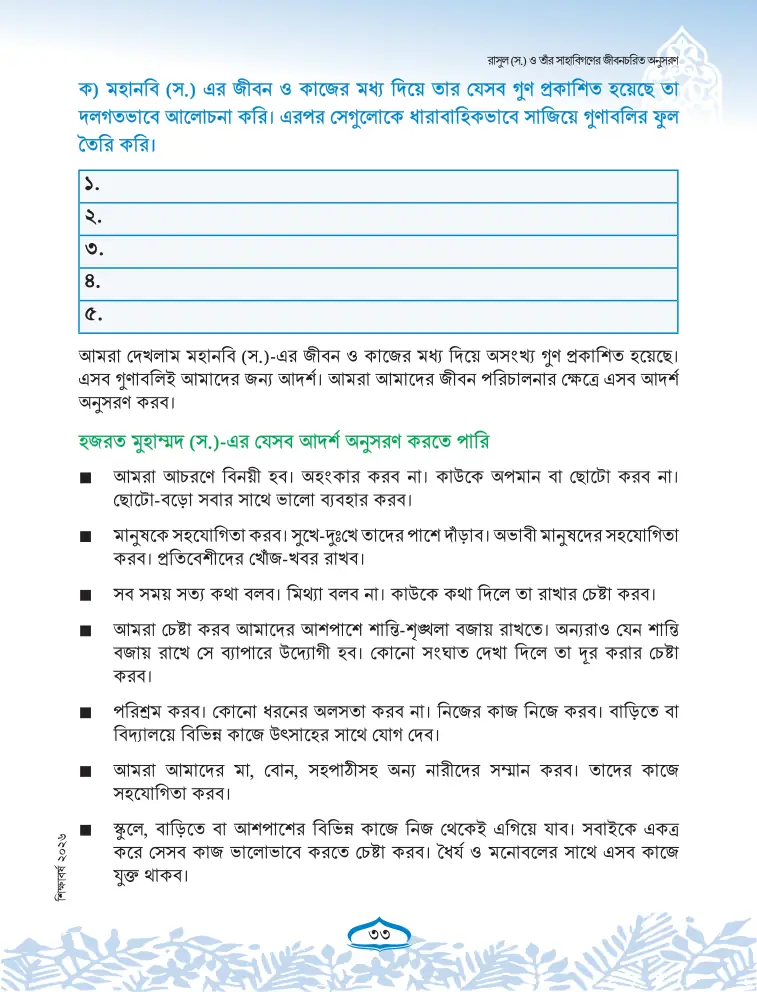 রাসুল (স.) ও তাঁর সাহাবিগণের জীবনচরিত অনুসরণ
ক) মহানবি (স.) এর জীবন ও কাজের মধ্য দিয়ে তার যেসব গুণ প্রকাশিত হয়েছে তা
দলগতভাবে আলোচনা করি। এরপর সেগুলোকে ধারাবাহিকভাবে সাজিয়ে গুণাবলির ফুল
তৈরি করি।
১.
২.
৩.
৪.
৫.
আমরা দেখলাম মহানবি (স.)-এর জীবন ও কাজের মধ্য দিয়ে অসংখ্য গুণ প্রকাশিত হয়েছে।
এসব গুণাবলিই আমাদের জন্য আদর্শ। আমরা আমাদের জীবন পরিচালনার ক্ষেত্রে এসব আদর্শ
অনুসরণ করব।
হজরত মুহাম্মদ (স.)-এর যেসব আদর্শ অনুসরণ করতে পারি
■ আমরা আচরণে বিনয়ী হব। অহংকার করব না। কাউকে অপমান বা ছোটো করব না।
ছোটো-বড়ো সবার সাথে ভালো ব্যবহার করব।
■ মানুষকে সহযোগিতা করব। সুখে-দুঃখে তাদের পাশে দাঁড়াব। অভাবী মানুষদের সহযোগিতা
করব। প্রতিবেশীদের খোঁজ-খবর রাখব।
■ সব সময় সত্য কথা বলব। মিথ্যা বলব না। কাউকে কথা দিলে তা রাখার চেষ্টা করব।
■ আমরা চেষ্টা করব আমাদের আশপাশে শান্তি-শৃঙ্খলা বজায় রাখতে। অন্যরাও যেন শান্তি
বজায় রাখে সে ব্যাপারে উদ্যোগী হব। কোনো সংঘাত দেখা দিলে তা দূর করার চেষ্টা
করব।
■ পরিশ্রম করব। কোনো ধরনের অলসতা করব না। নিজের কাজ নিজে করব। বাড়িতে বা
বিদ্যালয়ে বিভিন্ন কাজে উৎসাহের সাথে যোগ দেব।
■ আমরা আমাদের মা, বোন, সহপাঠীসহ অন্য নারীদের সম্মান করব। তাদের কাজে
সহযোগিতা করব।
■ স্কুলে, বাড়িতে বা আশপাশের বিভিন্ন কাজে নিজ থেকেই এগিয়ে যাব। সবাইকে একত্র
করে সেসব কাজ ভালোভাবে করতে চেষ্টা করব। ধৈর্য ও মনোবলের সাথে এসব কাজে
যুক্ত থাকব।
শিক্ষাবর্ষ ২০২৬
৩৩